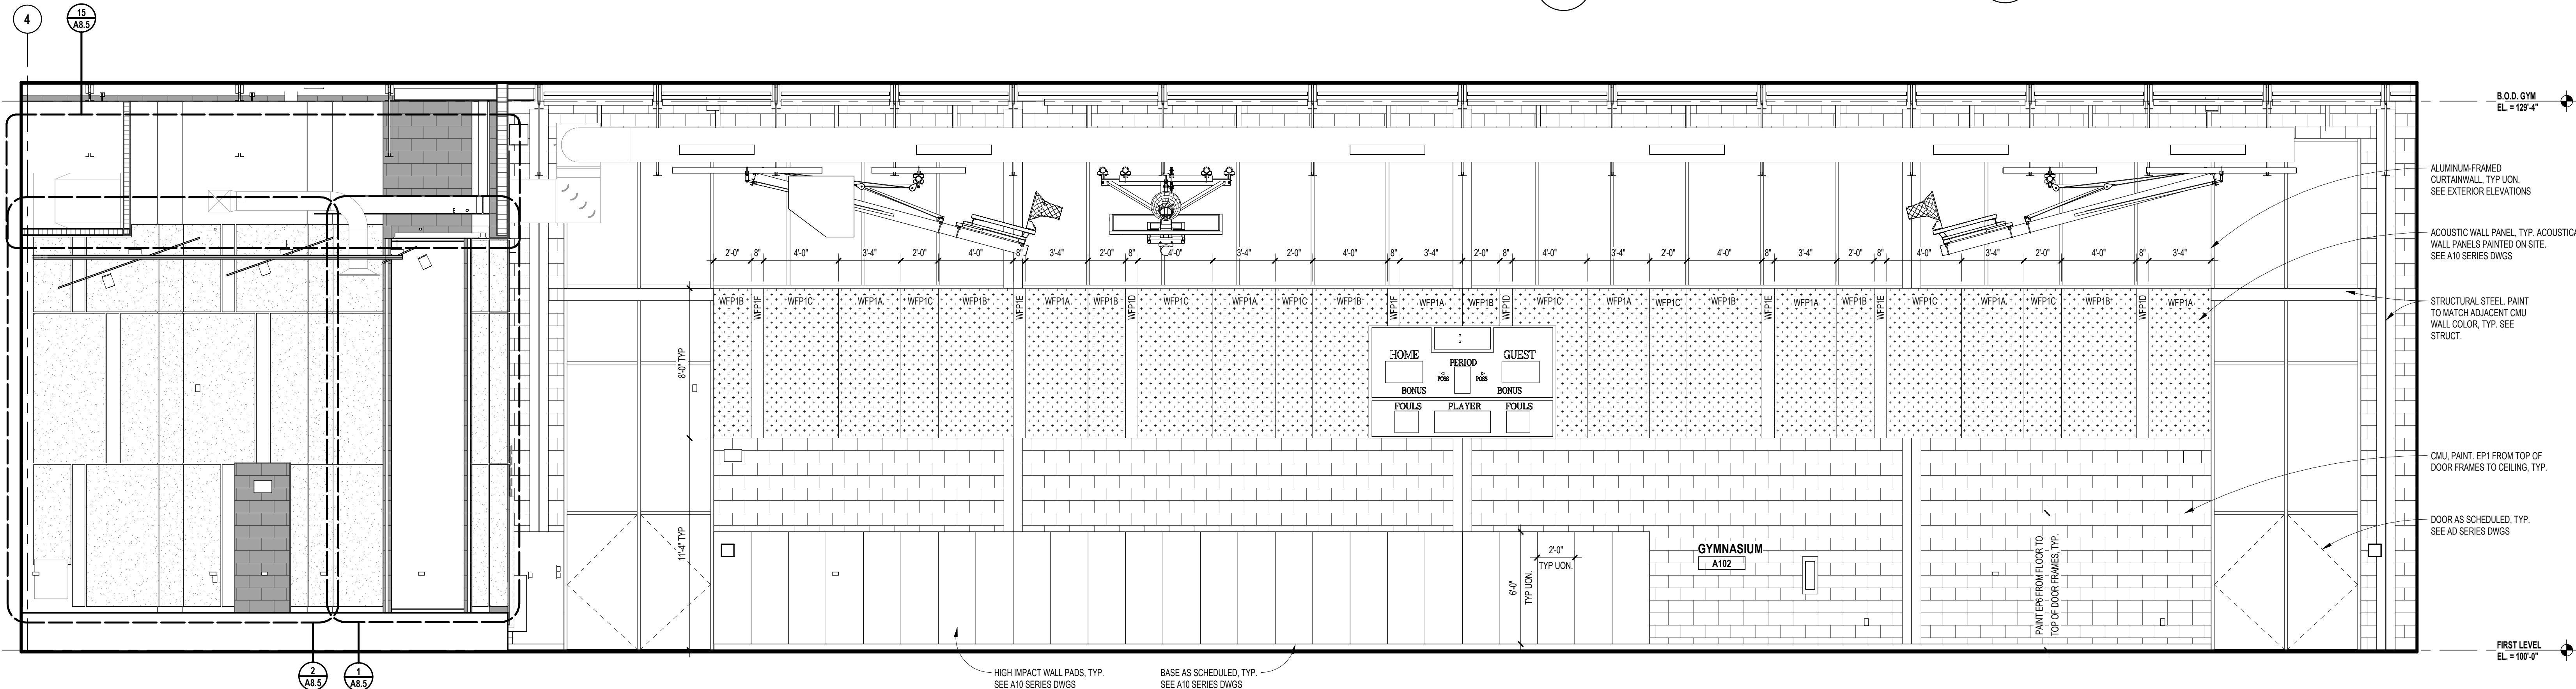 4
15
A8.5
B.O.D. GYM
EL. = 129'-4"
ALUMINUM-FRAMED
CURTAINWALL, TYP UON.
SEE EXTERIOR ELEVATIONS
ACOUSTIC WALL PANEL, TYP. ACOUSTICA
WALL PANELS PAINTED ON SITE.
SEE A10 SERIES DWGS
2'-0" 8" 4'-0" 3'-4" 2'-0" 4'-0" 8" 3'-4" 2'-0" 8" 4'-0" 3'-4" 2'-0" 4'-0" 8" 3'-4" 2'-0" 8" 4'-0" 3'-4" 2'-0" 4'-0" 8" 3'-4" 2'-0" 8" 4'-0" 3'-4" 2'-0" 4'-0" 8" 3'-4"
WFP1B WFP1F WFP1C WFP1A WFP1C WFP1B WFP1E WFP1A WFP1B WFP1D WFP1C WFP1A WFP1C WFP1B WFP1F WFP1A WFP1B WFP1D WFP1C WFP1A WFP1C WFP1B WFP1E WFP1A WFP1B WFP1E WFP1C WFP1A WFP1C WFP1B WFP1D WFP1A
STRUCTURAL STEEL. PAINT
TO MATCH ADJACENT CMU
WALL COLOR, TYP. SEE
STRUCT.
8'-0" TYP
HOME GUEST
PERIOD
POSS POSS
BONUS BONUS
FOULS PLAYER FOULS
CMU, PAINT. EP1 FROM TOP OF
DOOR FRAMES TO CEILING, TYP.
DOOR AS SCHEDULED, TYP.
SEE AD SERIES DWGS
11'-4" TYP
6'-0"
TYP UON.
2'-0"
TYP UON.
GYMNASIUM
A102
PAINT EP6 FROM FLOOR TO
TOP OF DOOR FRAMES, TYP.
FIRST LEVEL
EL. = 100'-0"
2
A8.5
1
A8.5
HIGH IMPACT WALL PADS, TYP.
SEE A10 SERIES DWGS
BASE AS SCHEDULED, TYP.
SEE A10 SERIES DWGS